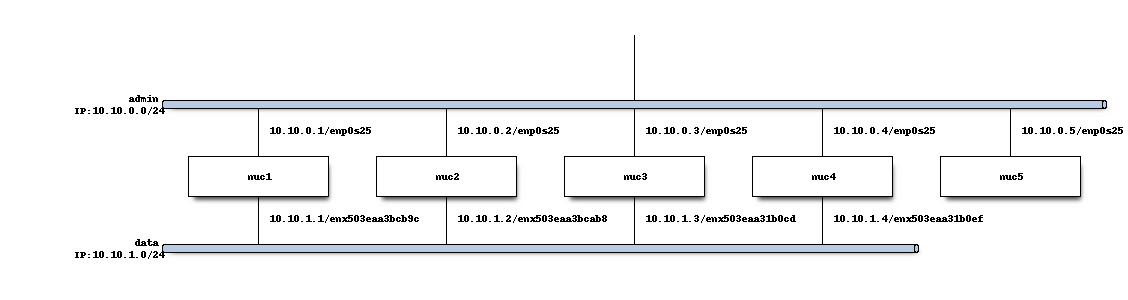 admin
IP:10.10.0.0/24
10.10.0.1/enp0s25
10.10.0.2/enp0s25
10.10.0.3/enp0s25
10.10.0.4/enp0s25
10.10.0.5/enp0s25
nuc1
nuc2
nuc3
nuc4
nuc5
10.10.1.1/enx503eaa3bcb9c
10.10.1.2/enx503eaa3bcab8
10.10.1.3/enx503eaa31b0cd
10.10.1.4/enx503eaa31b0ef
data
IP:10.10.1.0/24